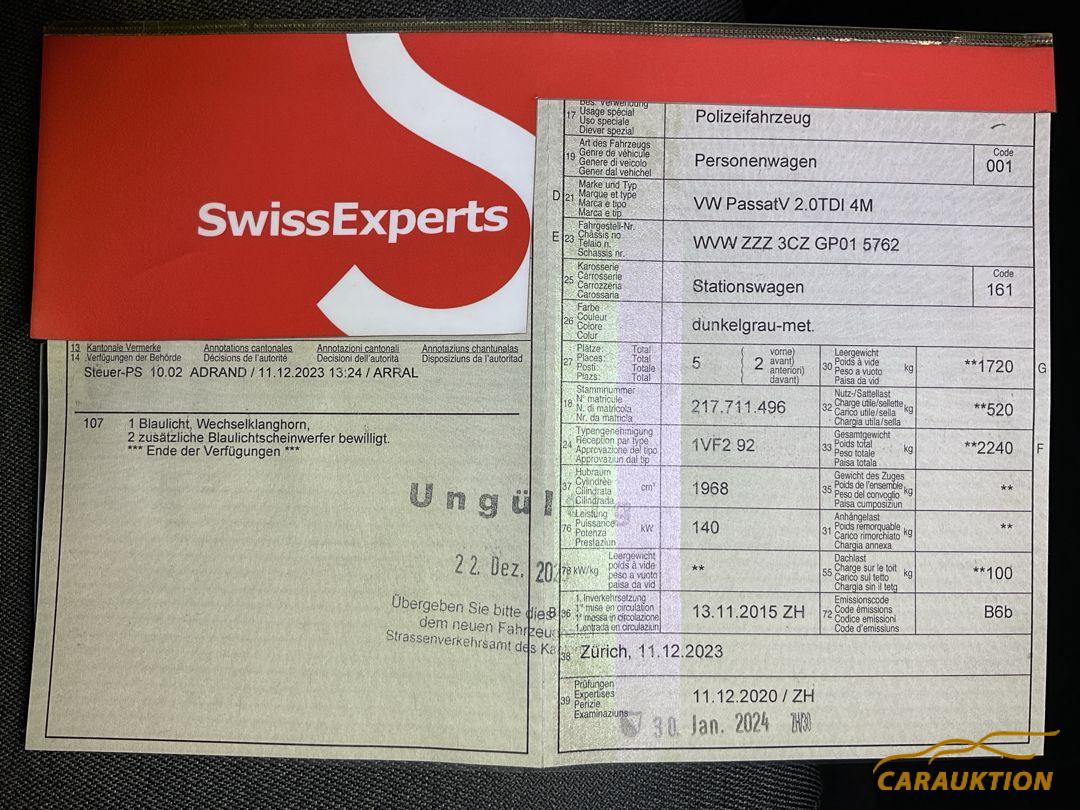 SwissExperts
13 Kantonale Vermerke Annotations cantonales Annotazioni cantonali Annotaziuns chantunalas
14 Verfügungen der Behörde Décisions de l'autorité Decisioni dell'autorità Disposiziuns da l'autoritad
Steuer-PS 10.02 ADRAND / 11.12.2023 13:24 / ARRAL
107 1 Blaulicht, Wechselklanghorn,
2 zusätzliche Blaulichtscheinwerfer bewilligt.
*** Ende der Verfügungen ***
Ungül g
22. Dez. 202
Übergeben Sie bitte dies
dem neuen Fahrzeug
Strassenverkehrsamt des Ka
17 Bes. Verwendung
Usage spécial
Uso speciale
Diever spezial
Polizeifahrzeug
19 Art des Fahrzeugs
Genre de véhicule
Genere di veicolo
Gener dal vehichel
Personenwagen
Code
001
D 21 Marke und Typ
Marque et type
Marca e tipo
Marca e tip
VW PassatV 2.0TDI 4M
E 23 Fahrgestell-Nr.
Châssis no
Telaio n.
Schassis nr.
WVW ZZZ 3CZ GP01 5762
25 Karosserie
Carrosserie
Carrozzeria
Carossaria
Stationswagen
Code
161
26 Farbe
Couleur
Colore
Colur
dunkelgrau-met.
27 Plätze: Total
Places: Total
Posti: Totale
Plazs: Total
5
2
vorne)
avant)
anteriori)
davant)
30 Leergewicht
Poids à vide
Peso a vuoto
Paisa da vid
kg
**1720
G
18 Stammnummer
N° matricule
N. di matricola
Nr. da matricla
217.711.496
32 Nutz-/Sattellast
Charge utile/sellette
Carico utile/sella
Chargia utila/sella
kg
**520
24 Typengenehmigung
Réception par type
Approvazione del tipo
Approvaziun dal tip
1VF2 92
33 Gesamtgewicht
Poids total
Peso totale
Paisa totala
kg
**2240
F
37 Hubraum
Cylindrée
Cilindrata
Cilindrada
cm³
1968
35 Gewicht des Zuges
Poids de l'ensemble
Peso del convoglio
Paisa cumposiziun
kg
**
76 Leistung
Puissance
Potenza
Prestaziun
kW
140
31 Anhängelast
Poids remorquable
Carico rimorchiato
Chargia annexa
kg
**
78 kW/kg Leergewicht
poids à vide
peso a vuoto
paisa da vid
**
55 Dachlast
Charge sur le toit
Carico sul tetto
Chargia sin il tetg
kg
**100
B 36 1. Inverkehrsetzung
1re mise en circulation
1a messa in circolazione
1. entrada en circulaziun
13.11.2015 ZH
72 Emissionscode
Code émissions
Codice emissioni
Code d'emissiuns
B6b
38 Zürich, 11.12.2023
39 Prüfungen
Expertises
Perizie
Examinaziuns
11.12.2020 / ZH
30. Jan. 2024 ZH/30
CARAUKTION